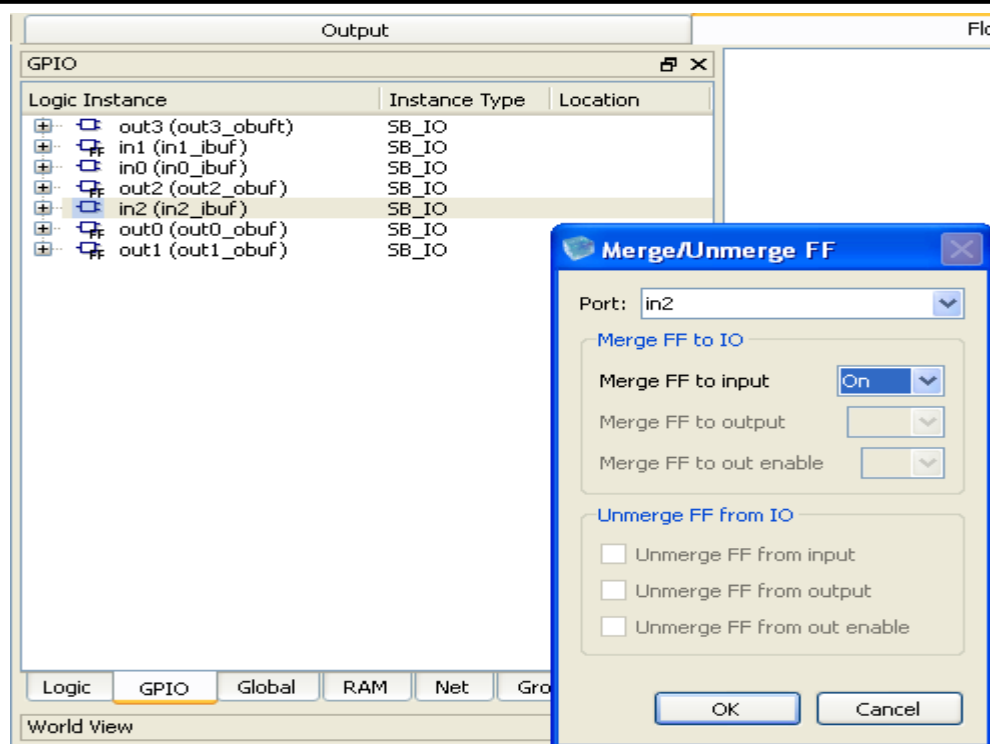 Output
Flo
GPIO
Logic Instance Instance Type Location
out3 (out3_obuft) SB_IO
FF in1 (in1_ibuf) SB_IO
in0 (in0_ibuf) SB_IO
FF out2 (out2_obuf) SB_IO
in2 (in2_ibuf) SB_IO
FF out0 (out0_obuf) SB_IO
FF out1 (out1_obuf) SB_IO
Logic GPIO Global RAM Net Gro
World View
Merge/Unmerge FF
Port: in2
Merge FF to IO
Merge FF to input On
Merge FF to output
Merge FF to out enable
Unmerge FF from IO
Unmerge FF from input
Unmerge FF from output
Unmerge FF from out enable
OK Cancel